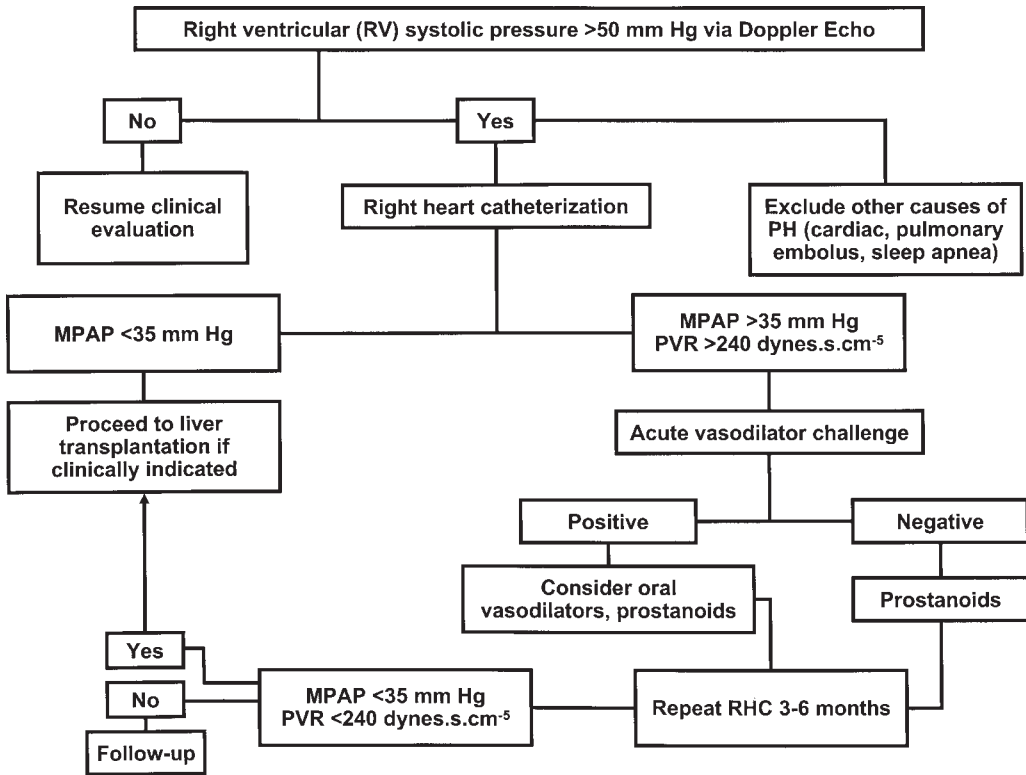 Right ventricular (RV) systolic pressure >50 mm Hg via Doppler Echo
No
Yes
Resume clinical
evaluation
Right heart catheterization
Exclude other causes of
PH (cardiac, pulmonary
embolus, sleep apnea)
MPAP <35 mm Hg
MPAP >35 mm Hg
PVR >240 dynes.s.cm⁻⁵
Proceed to liver
transplantation if
clinically indicated
Acute vasodilator challenge
Positive
Negative
Consider oral
vasodilators, prostanoids
Prostanoids
Yes
No
Follow-up
MPAP <35 mm Hg
PVR <240 dynes.s.cm⁻⁵
Repeat RHC 3-6 months